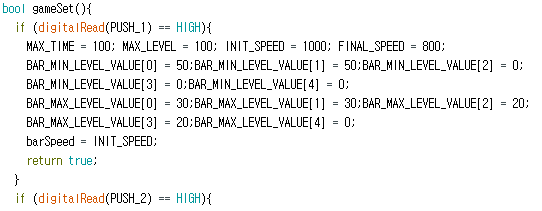 bool gameSet(){
if (digitalRead(PUSH_1) == HIGH){
MAX_TIME = 100; MAX_LEVEL = 100; INIT_SPEED = 1000; FINAL_SPEED = 800;
BAR_MIN_LEVEL_VALUE[0] = 50;BAR_MIN_LEVEL_VALUE[1] = 50;BAR_MIN_LEVEL_VALUE[2] = 0;
BAR_MIN_LEVEL_VALUE[3] = 0;BAR_MIN_LEVEL_VALUE[4] = 0;
BAR_MAX_LEVEL_VALUE[0] = 30;BAR_MAX_LEVEL_VALUE[1] = 30;BAR_MAX_LEVEL_VALUE[2] = 20;
BAR_MAX_LEVEL_VALUE[3] = 20;BAR_MAX_LEVEL_VALUE[4] = 0;
barSpeed = INIT_SPEED;
return true;
}
if (digitalRead(PUSH_2) == HIGH){